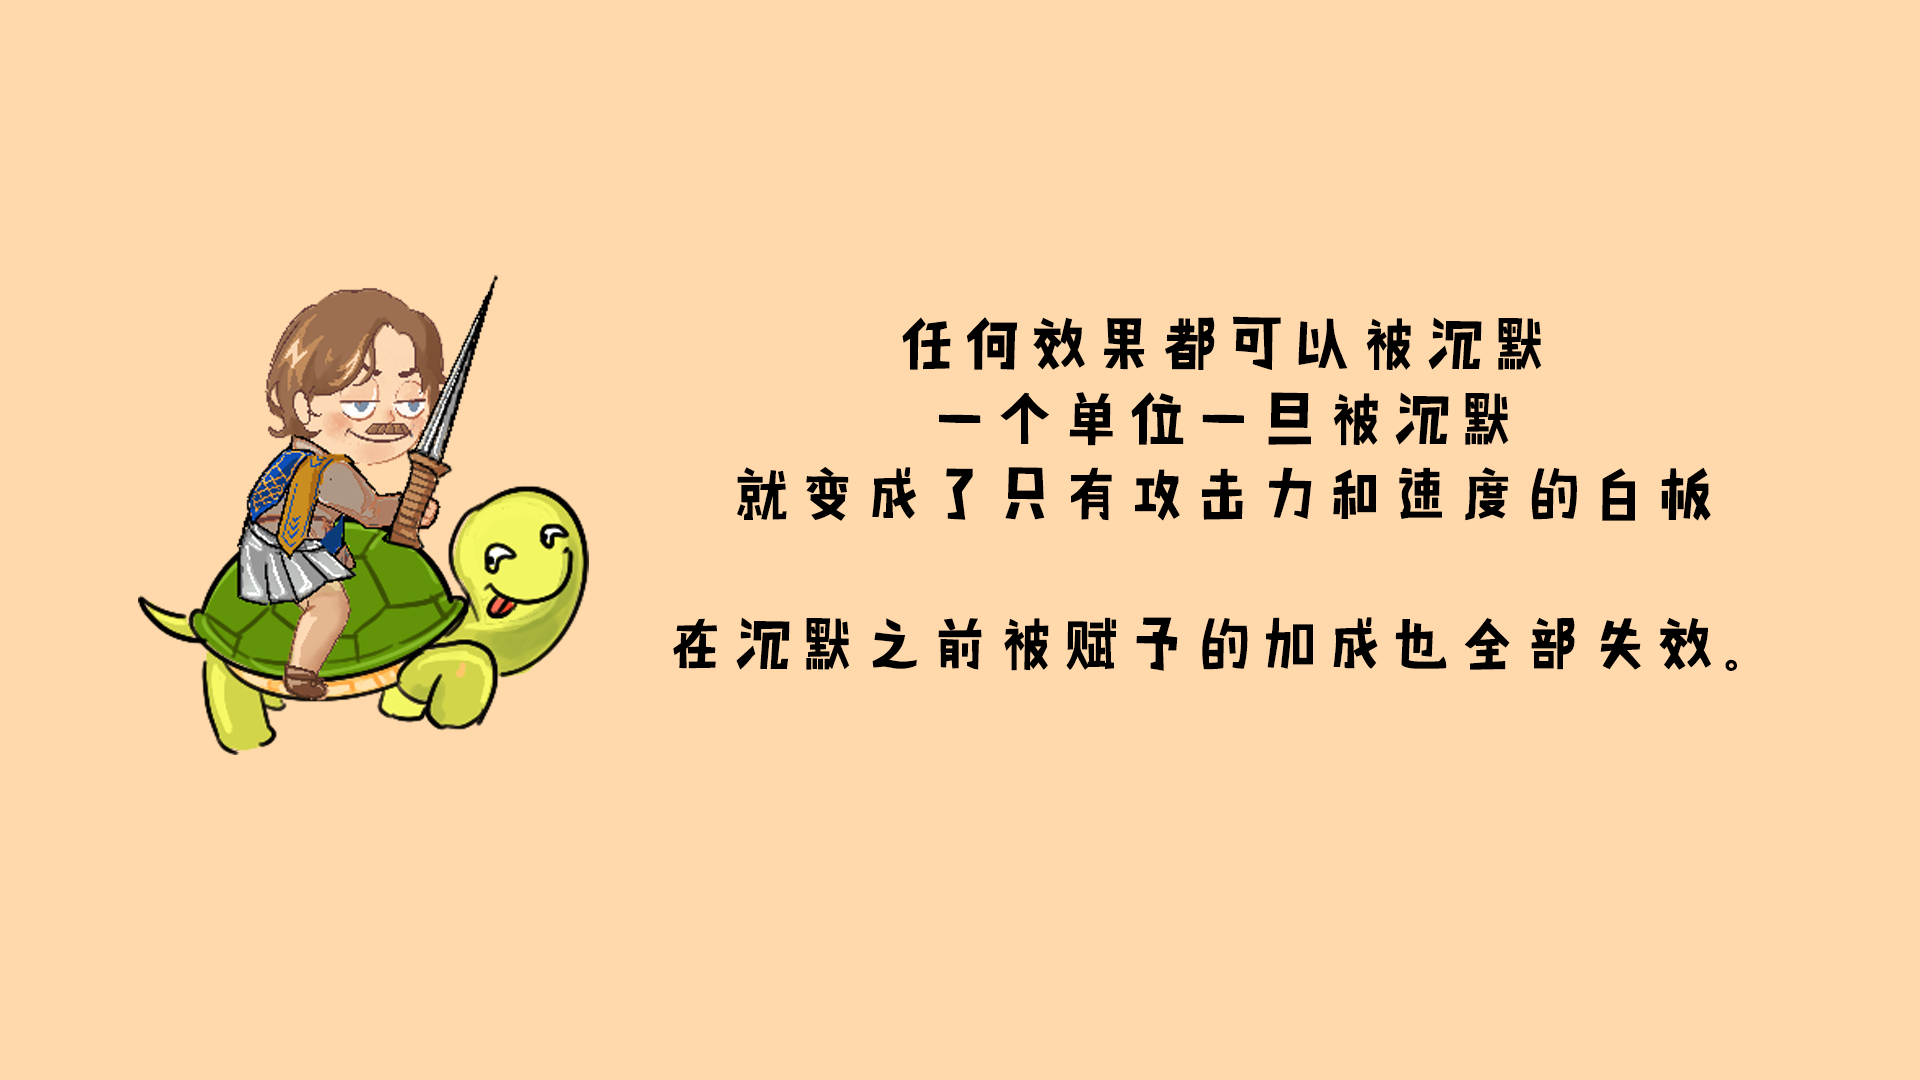 任何效果都可以被沉默
一个单位一旦被沉默
就变成了只有攻击力和速度的白板
在沉默之前被赋予的加成也全部失效。